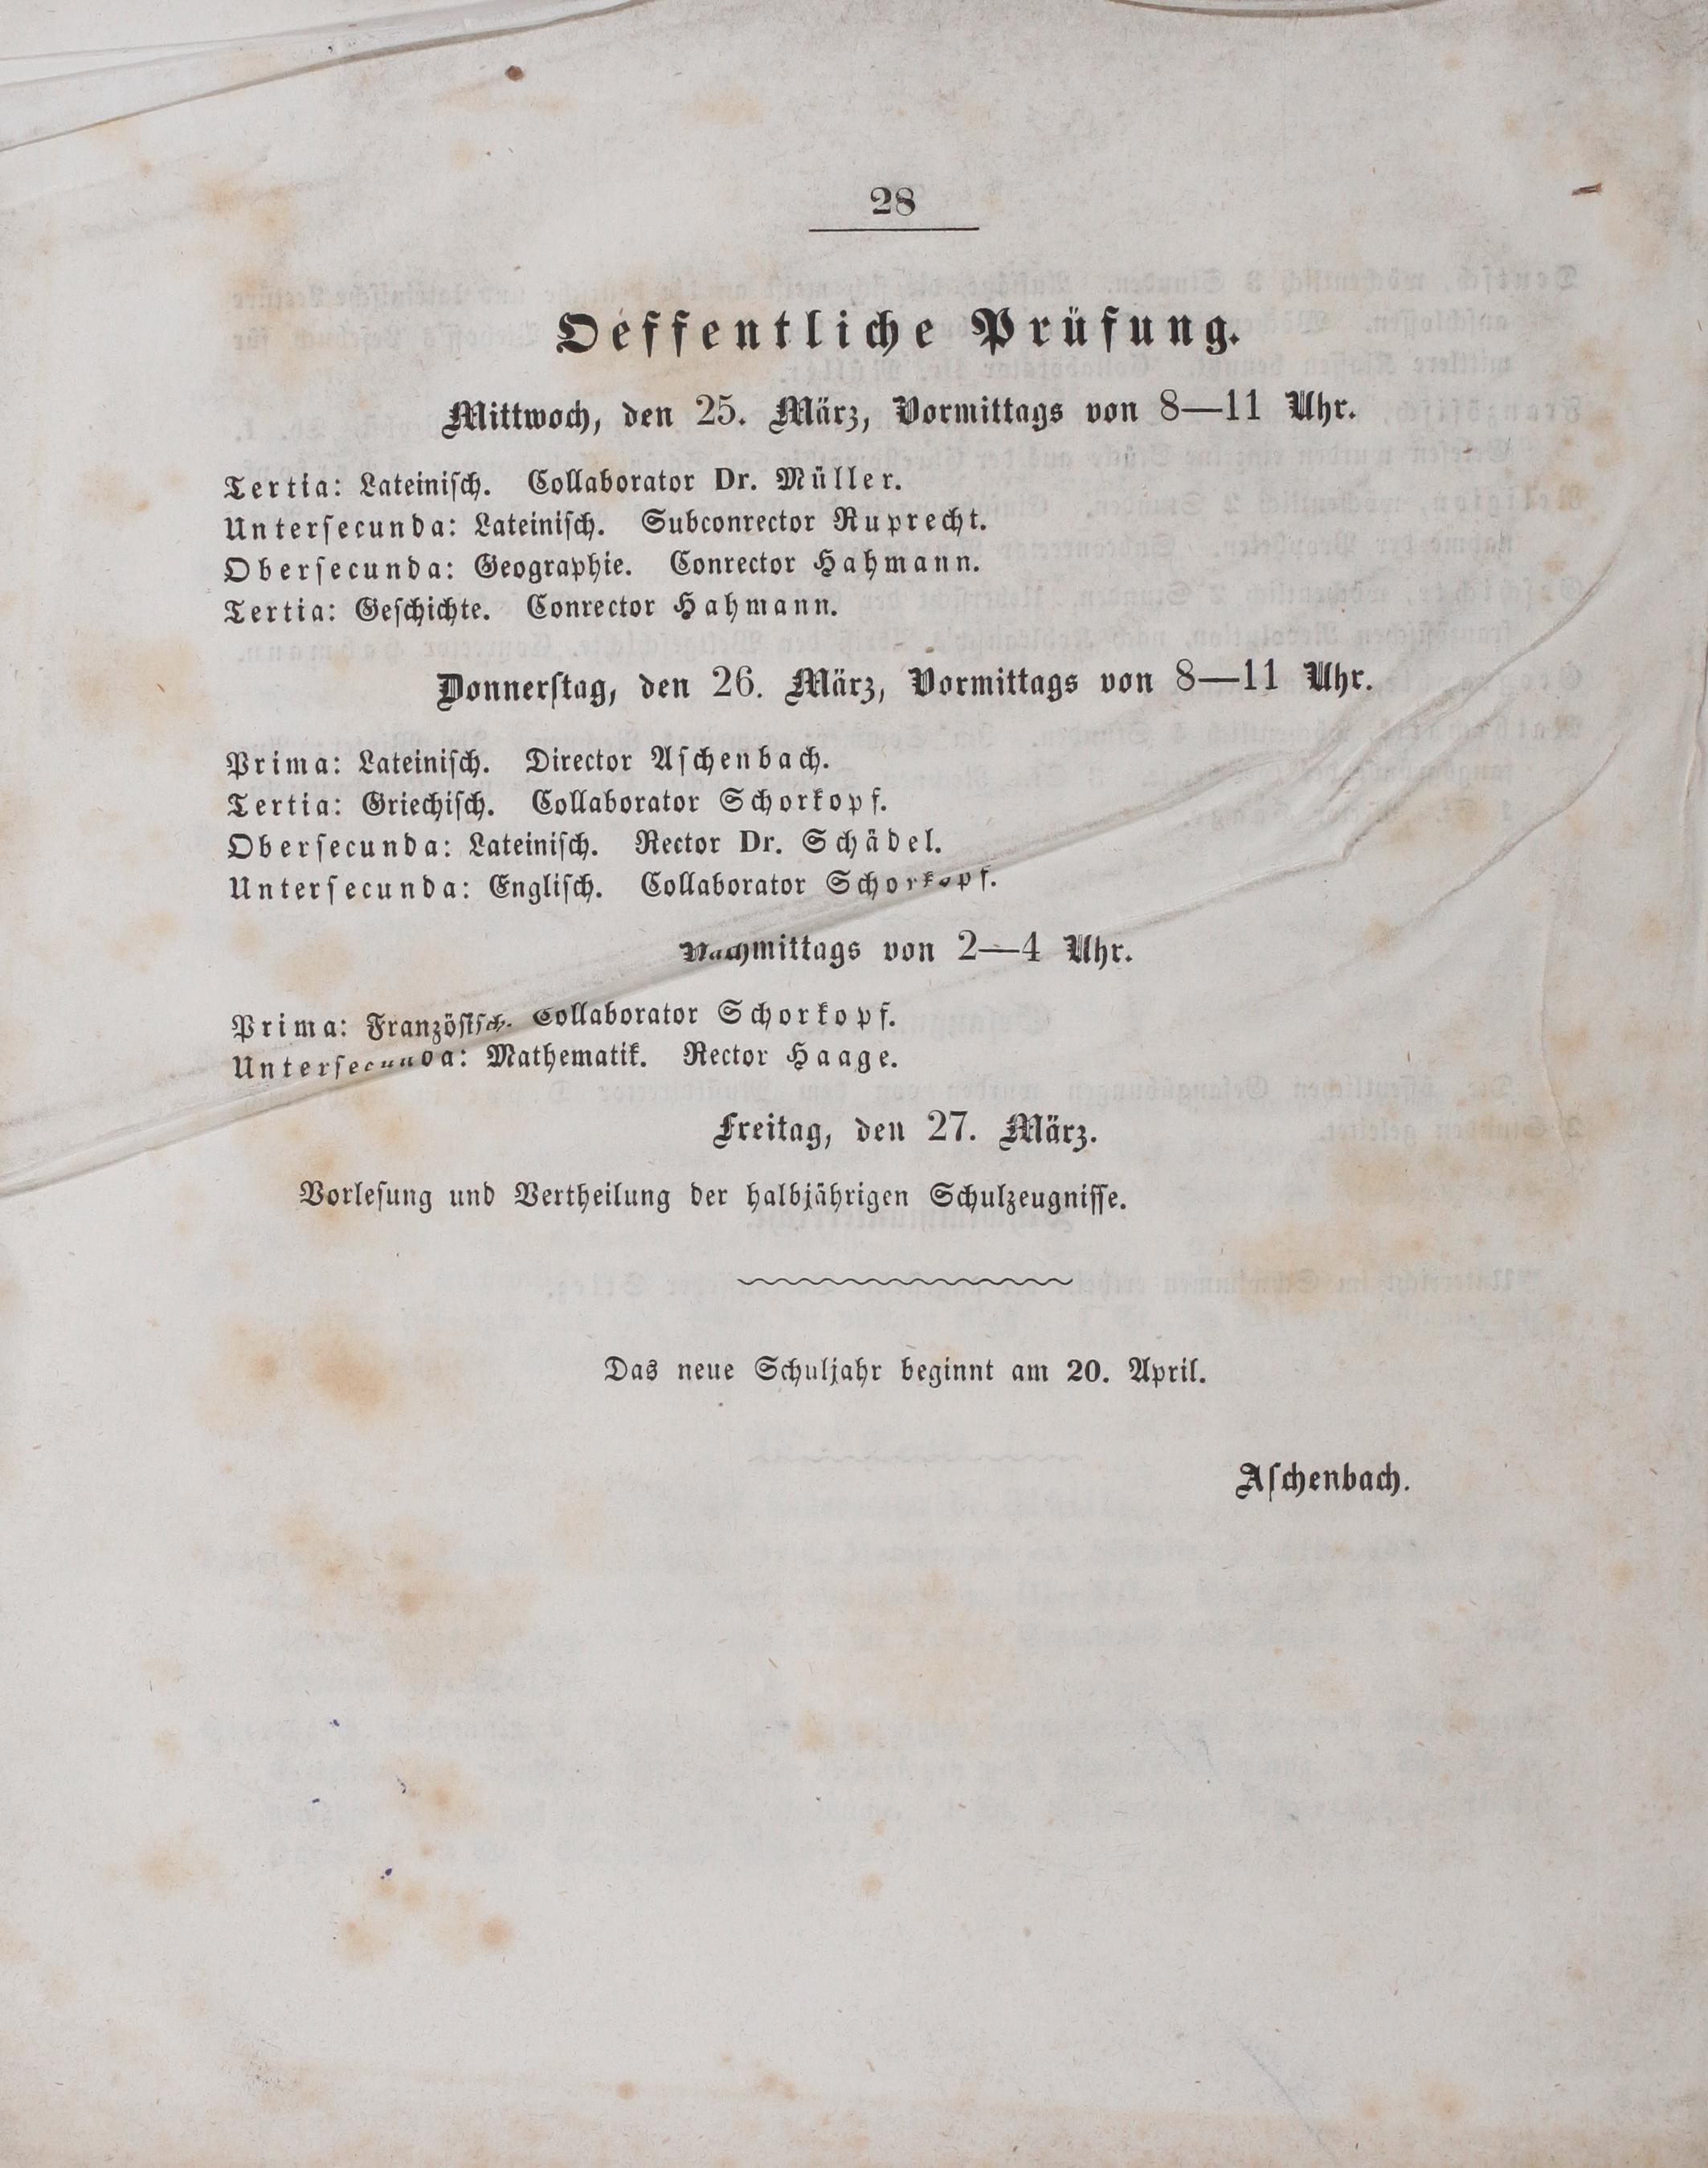 28
Oeffentliche Prüfung.
Mittwoch, den 25. März, Vormittags von 8—11 Uhr.
Tertia: Lateiniſch. Collaborator Dr. Müller.
Unterſecunda: Lateiniſch. Subconrector Ruprecht.
Oberſecunda: Geographie. Conrector Hahmann.
Tertia: Geſchichte. Conrector Hahmann.
Donnerſtag, den 26. März, Vormittags von 8—11 Uhr.
Prima: Lateiniſch. Director Aſchenbach.
Tertia: Griechiſch. Collaborator Schorkopf.
Oberſecunda: Lateiniſch. Rector Dr. Schädel.
Unterſecunda: Engliſch. Collaborator Schorkopf.
Nachmittags von 2—4 Uhr.
Prima: Franzöſiſch. Collaborator Schorkopf.
Unterſecunda: Mathematik. Rector Haage.
Freitag, den 27. März.
Vorleſung und Vertheilung der halbjährigen Schulzeugniſſe.
Das neue Schuljahr beginnt am 20. April.
Aſchenbach.